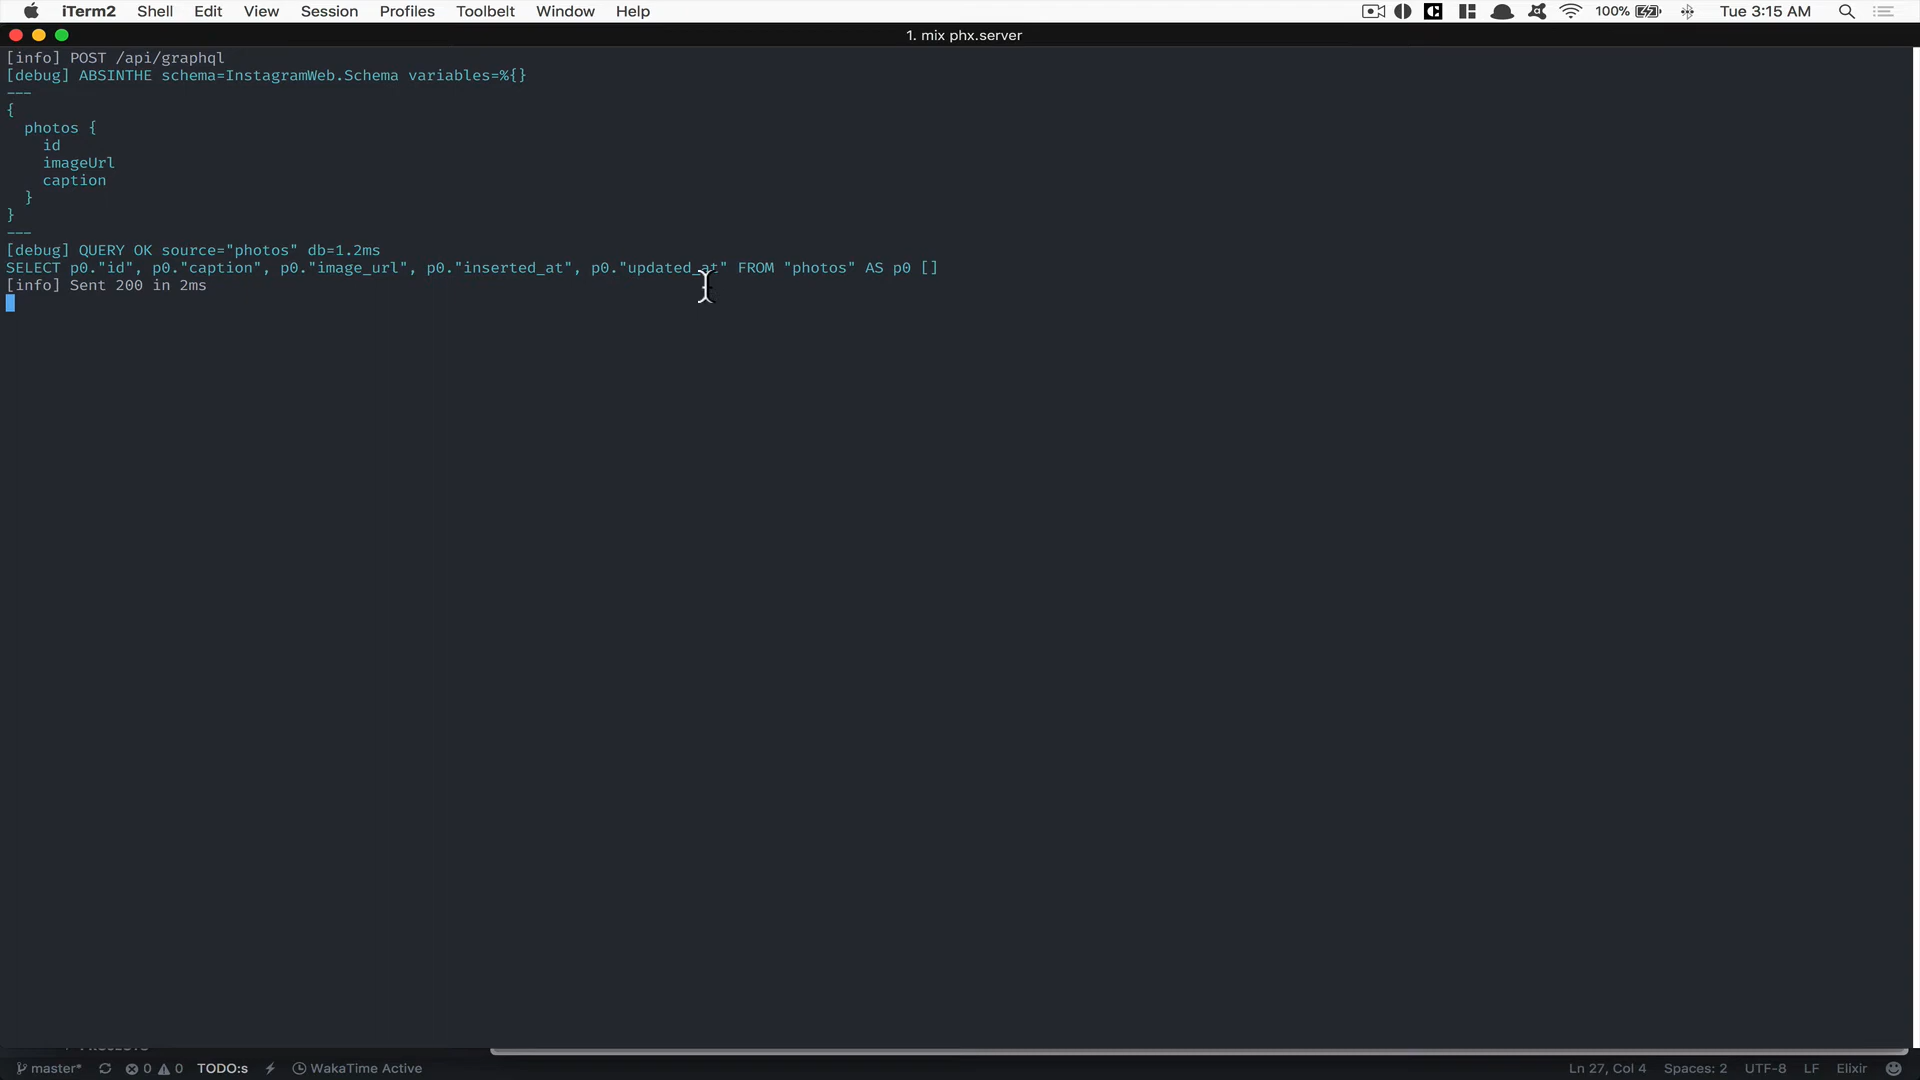 iTerm2 Shell Edit View Session Profiles Toolbelt Window Help 100% Tue 3:15 AM
1. mix phx.server
[info] POST /api/graphql
[debug] ABSINTHE schema=InstagramWeb.Schema variables=%{}
---
{
  photos {
    id
    imageUrl
    caption
  }
}
---
[debug] QUERY OK source="photos" db=1.2ms
SELECT p0."id", p0."caption", p0."image_url", p0."inserted_at", p0."updated_at" FROM "photos" AS p0 []
[info] Sent 200 in 2ms
master* 0 0 TODO:s WakaTime Active Ln 27, Col 4 Spaces: 2 UTF-8 LF Elixir